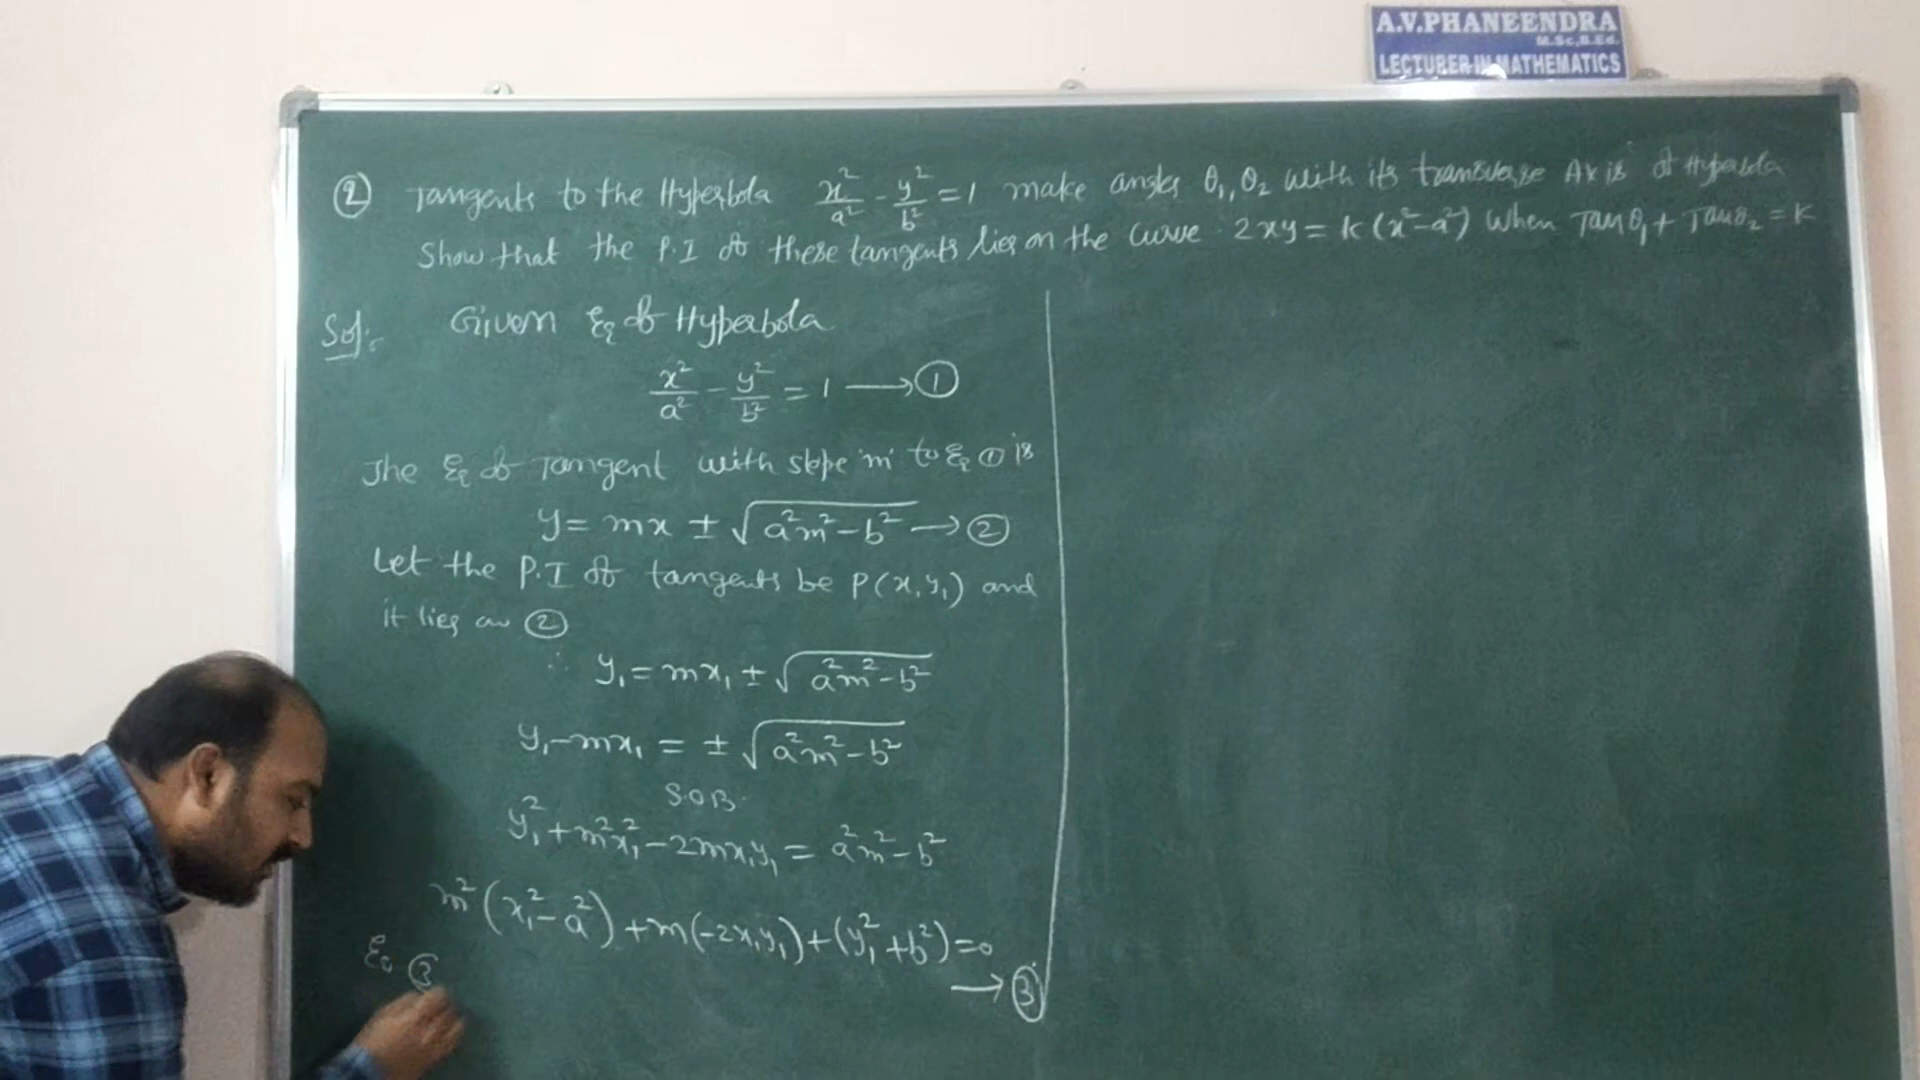 A.V.PHANEENDRA
M.Sc,B.Ed.
LECTURER IN MATHEMATICS
② Tangents to the Hyperbola x²/a² - y²/b² = 1 make angles θ₁, θ₂ with its transverse Axis of Hyperbola
Show that the P.I of these tangents lies on the curve 2xy = k(x²-a²) when Tanθ₁ + Tanθ₂ = k
Sol:
Given Eq of Hyperbola
x²/a² - y²/b² = 1 → ①
The Eq of Tangent with slope 'm' to Eq ① is
y = mx ± √(a²m²-b²) → ②
Let the P.I of tangents be P(x₁y₁) and
it lies on ②
∴ y₁ = mx₁ ± √(a²m²-b²)
y₁-mx₁ = ± √(a²m²-b²)
S.O.B.
y₁² + m²x₁² - 2mx₁y₁ = a²m² - b²
m²(x₁²-a²) + m(-2x₁y₁) + (y₁²+b²) = 0
→ ③
Eq ③